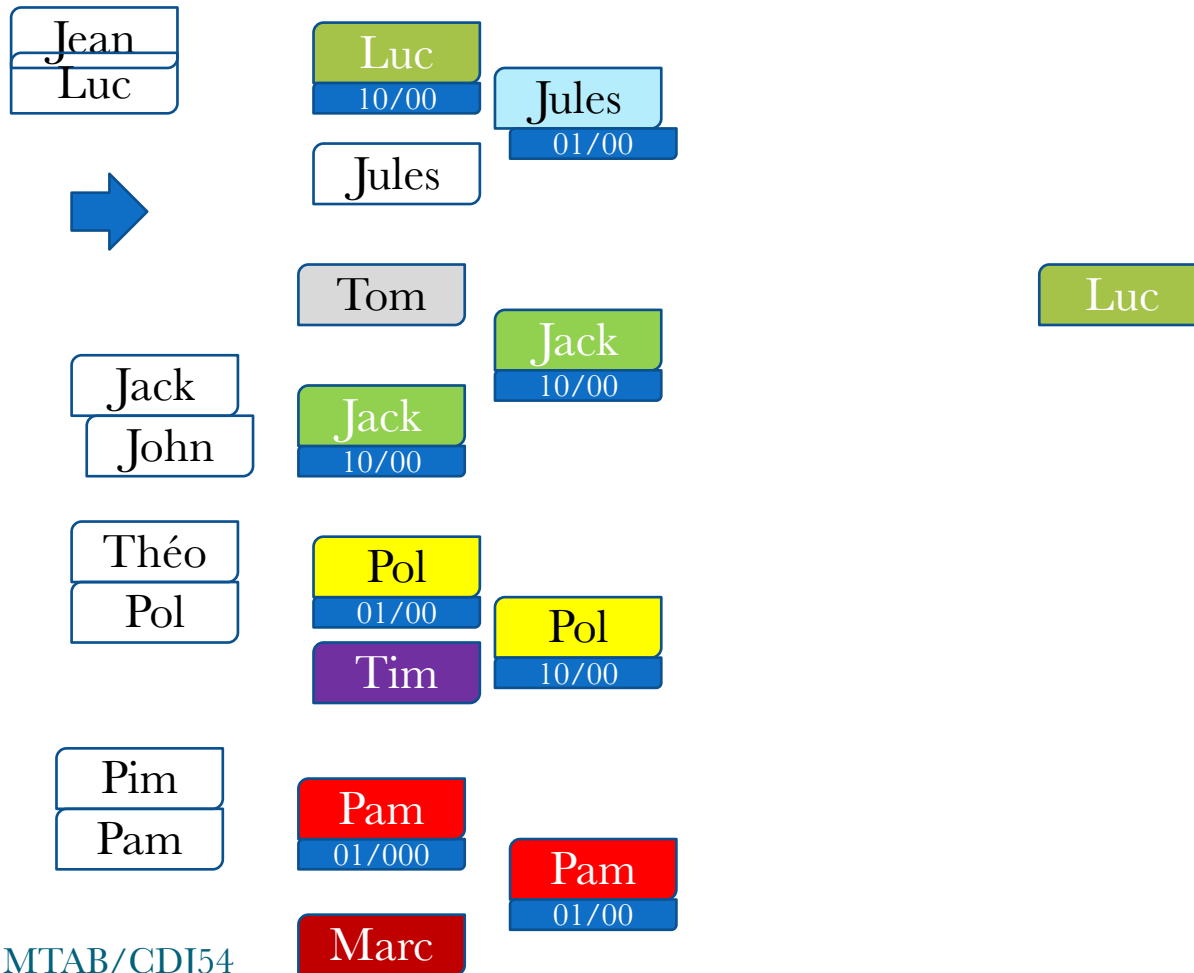 Jean
Luc
Luc
10/00
Jules
01/00
Jules
Tom
Luc
Jack
10/00
Jack
John
Jack
10/00
Théo
Pol
Pol
01/00
Pol
10/00
Tim
Pim
Pam
Pam
01/000
Pam
01/00
Marc
MTAB/CDJ54